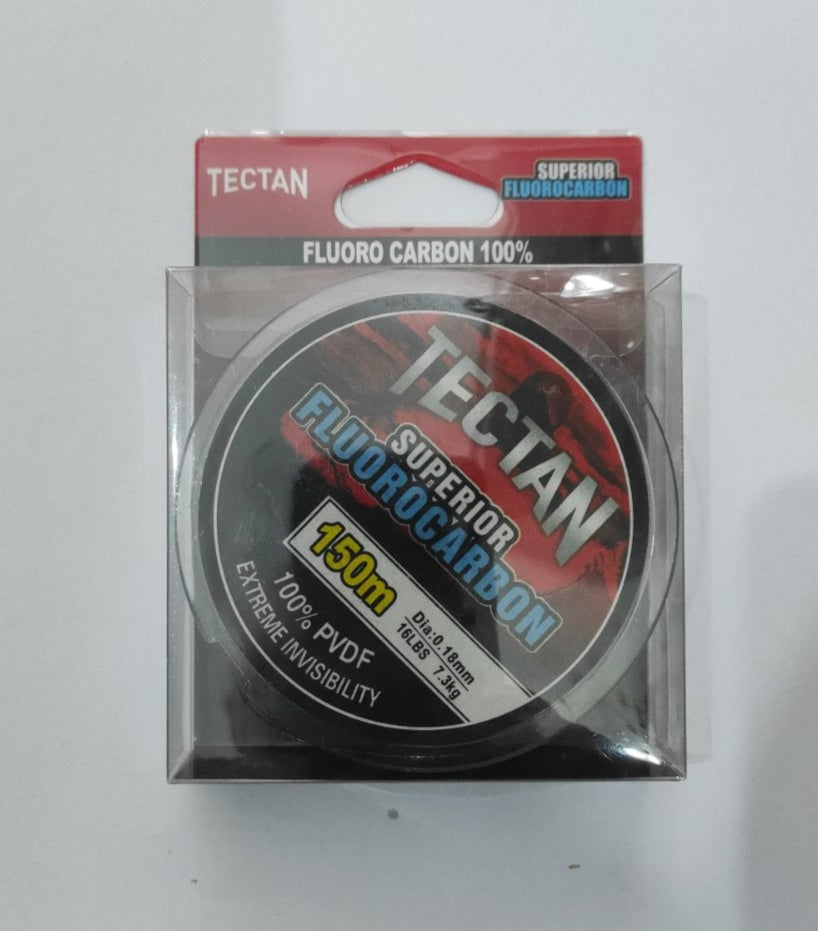 TECTAN
SUPERIOR
FLUOROCARBON
FLUORO CARBON 100%
TECTAN
SUPERIOR
FLUOROCARBON
150m
Dia:0.18mm
16LBS 7.3kg
100% PVDF
EXTREME INVISIBILITY